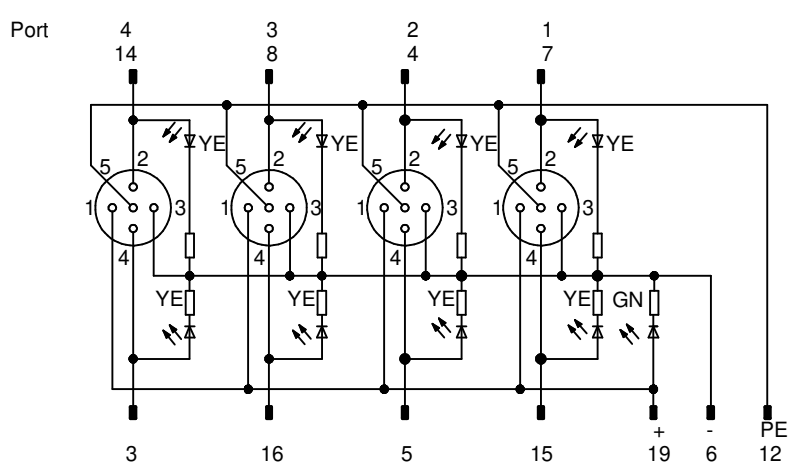 Port 4 3 2 1
14 8 4 7
YE YE YE YE
5 2 5 2 5 2 5 2
1 3 1 3 1 3 1 3
4 4 4 4
YE YE YE YE GN
+ - PE
3 16 5 15 19 6 12